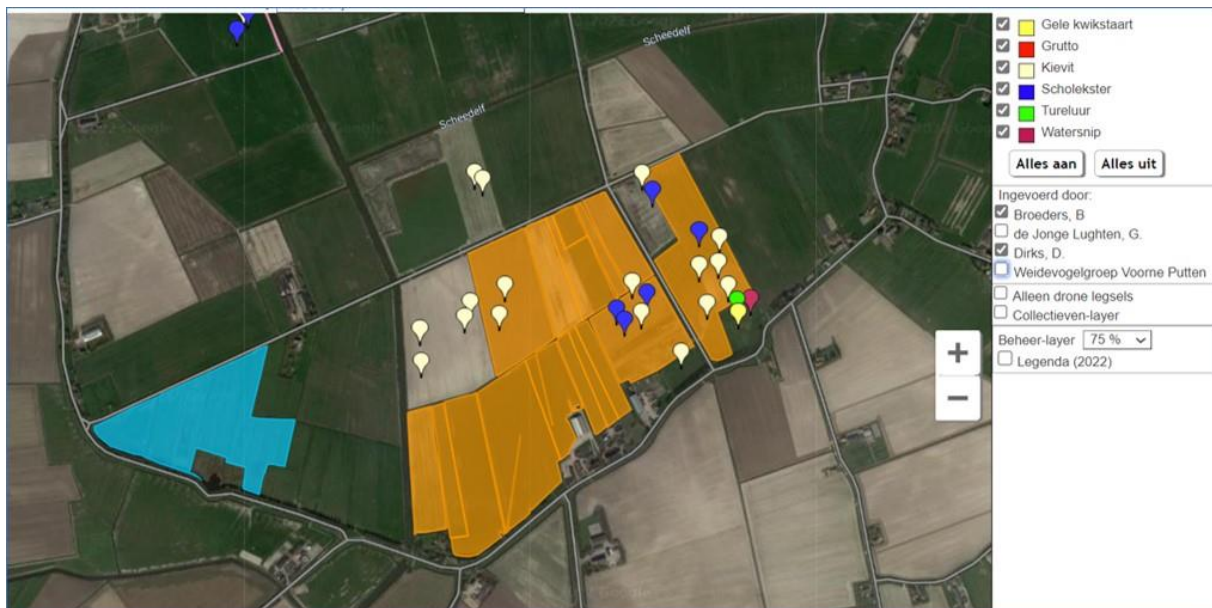 Scheedelf
Scheedelf
+
−
Gele kwikstaart
Grutto
Kievit
Scholekster
Tureluur
Watersnip
Alles aan Alles uit
Ingevoerd door:
Broeders, B
de Jonge Lughten, G.
Dirks, D.
Weidevogelgroep Voorne Putten
Alleen drone legsels
Collectieven-layer
Beheer-layer 75 %
Legenda (2022)